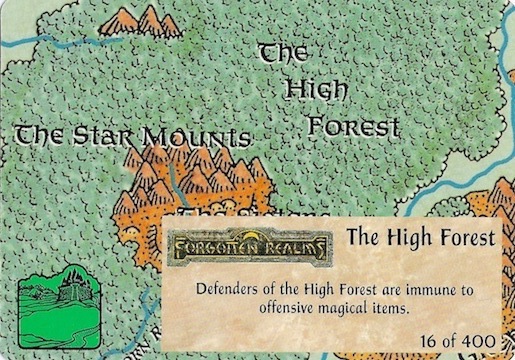 The
High
Forest
The Star Mounts
FORGOTTEN REALMS
The High Forest
Defenders of the High Forest are immune to
offensive magical items.
16 of 400